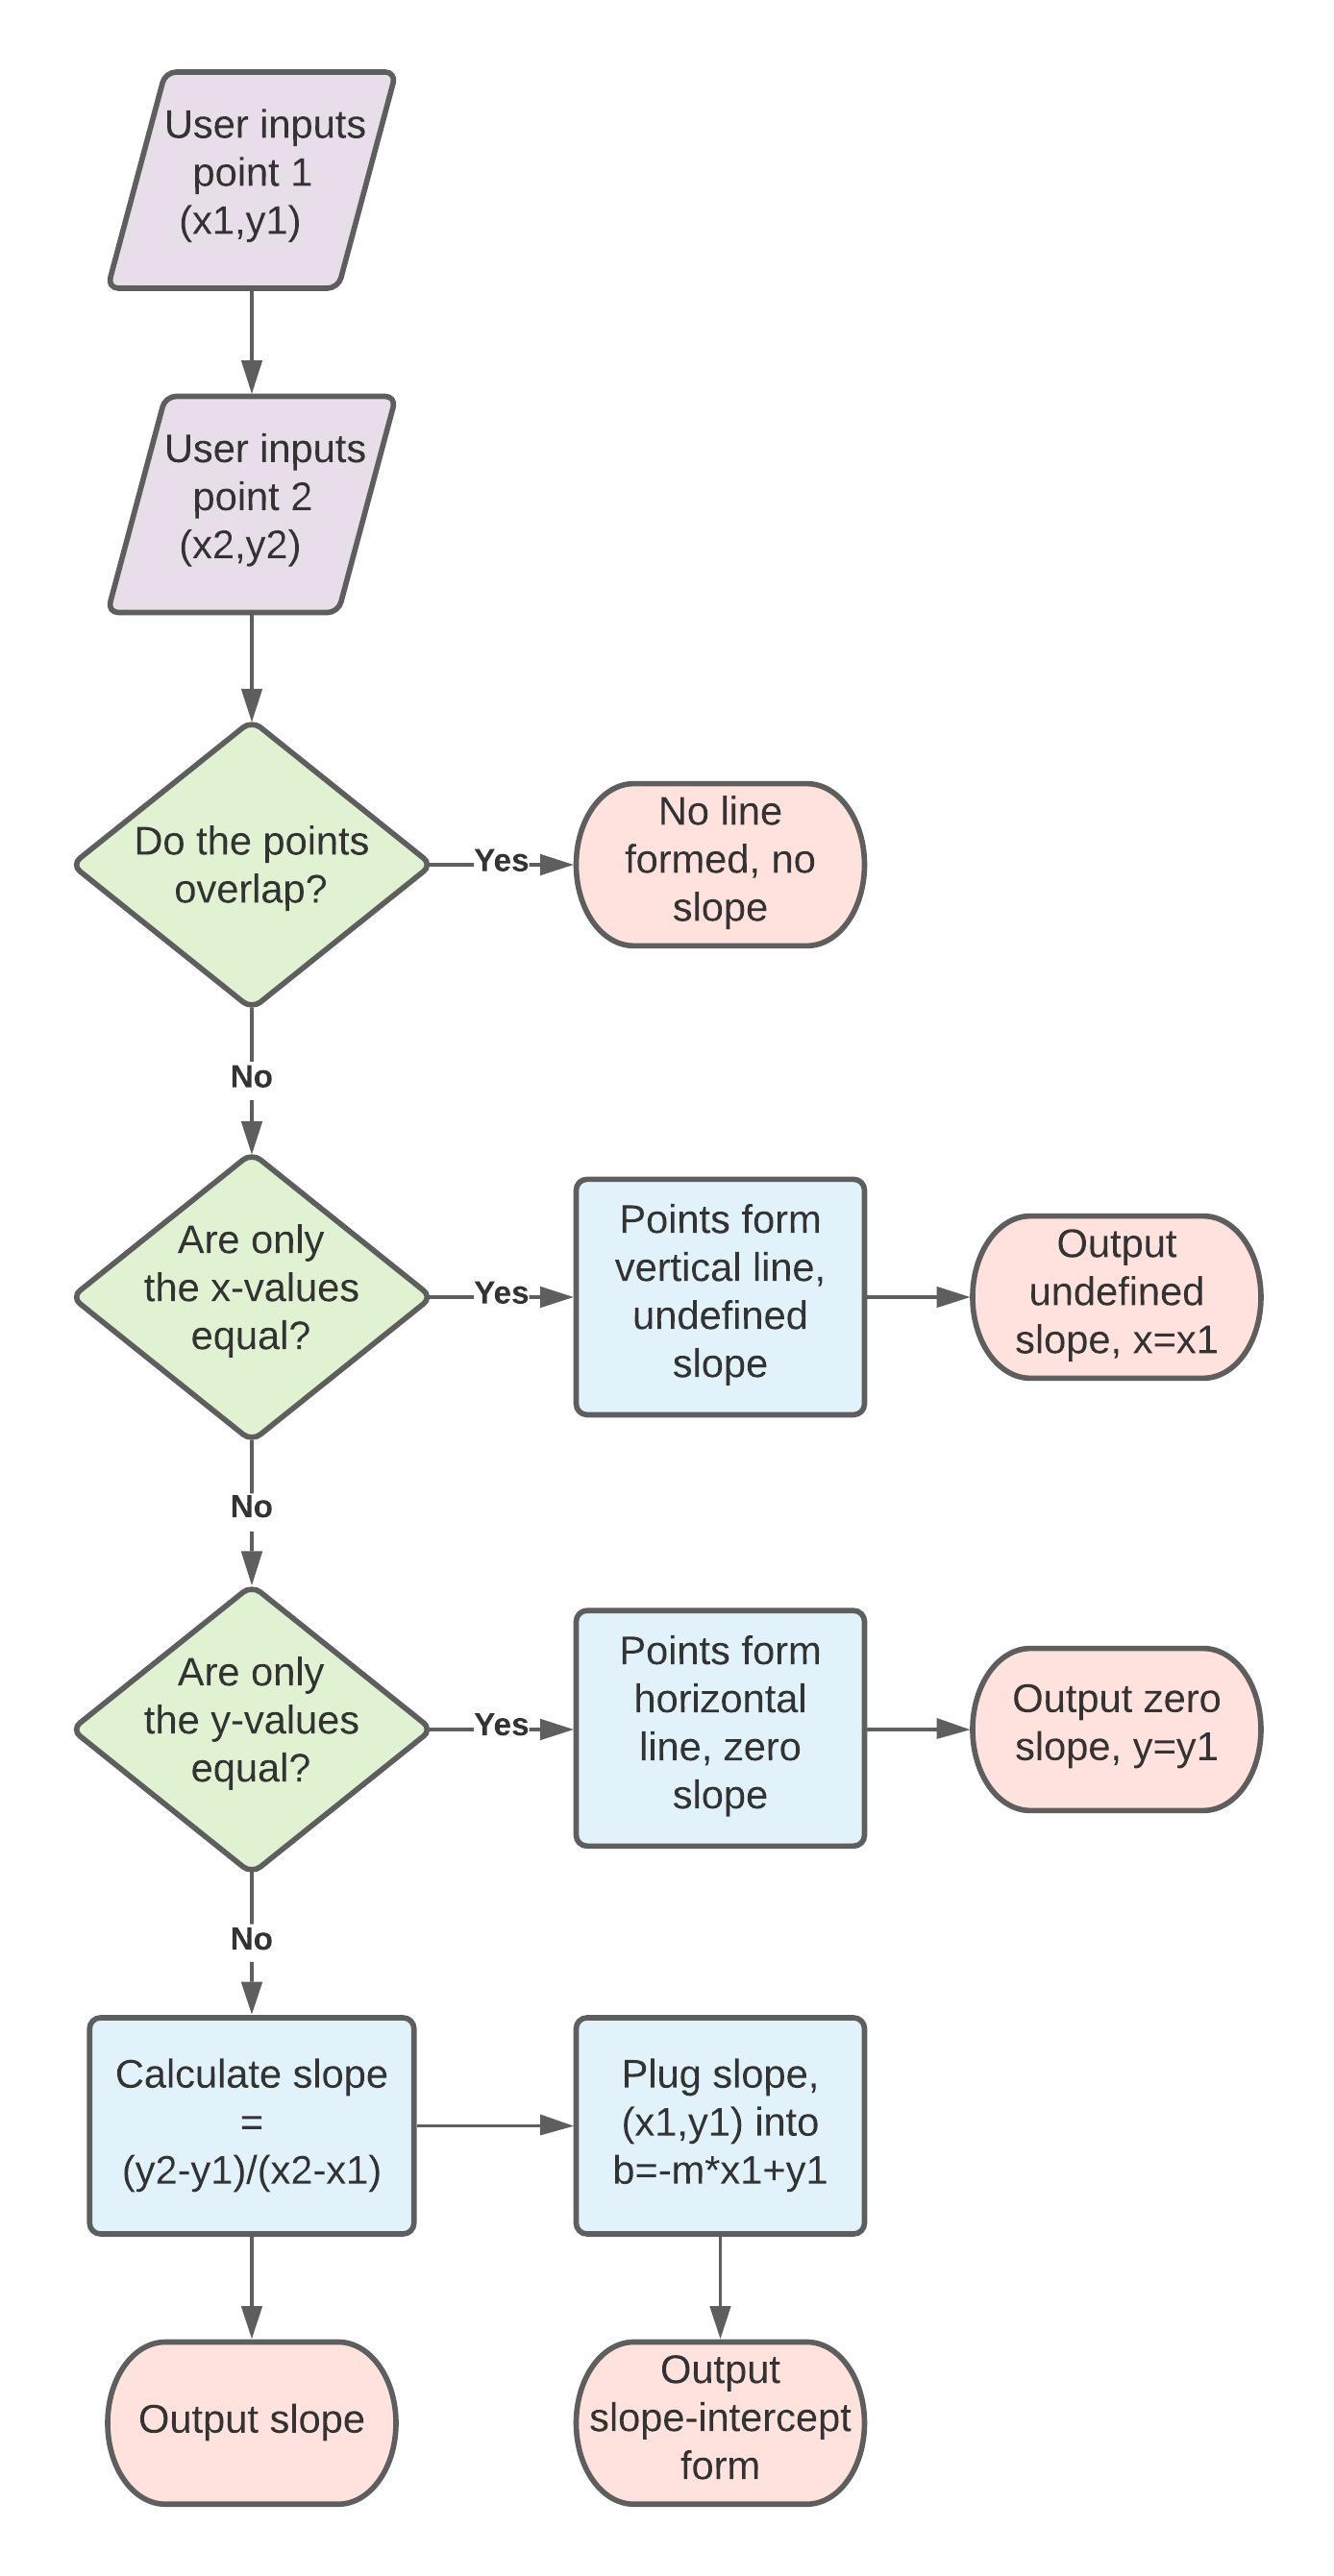 User inputs
point 1
(x1,y1)
User inputs
point 2
(x2,y2)
Do the points
overlap?
Yes
No line
formed, no
slope
No
Are only
the x-values
equal?
Yes
Points form
vertical line,
undefined
slope
Output
undefined
slope, x=x1
No
Are only
the y-values
equal?
Yes
Points form
horizontal
line, zero
slope
Output zero
slope, y=y1
No
Calculate slope
=
(y2-y1)/(x2-x1)
Plug slope,
(x1,y1) into
b=-m*x1+y1
Output slope
Output
slope-intercept
form